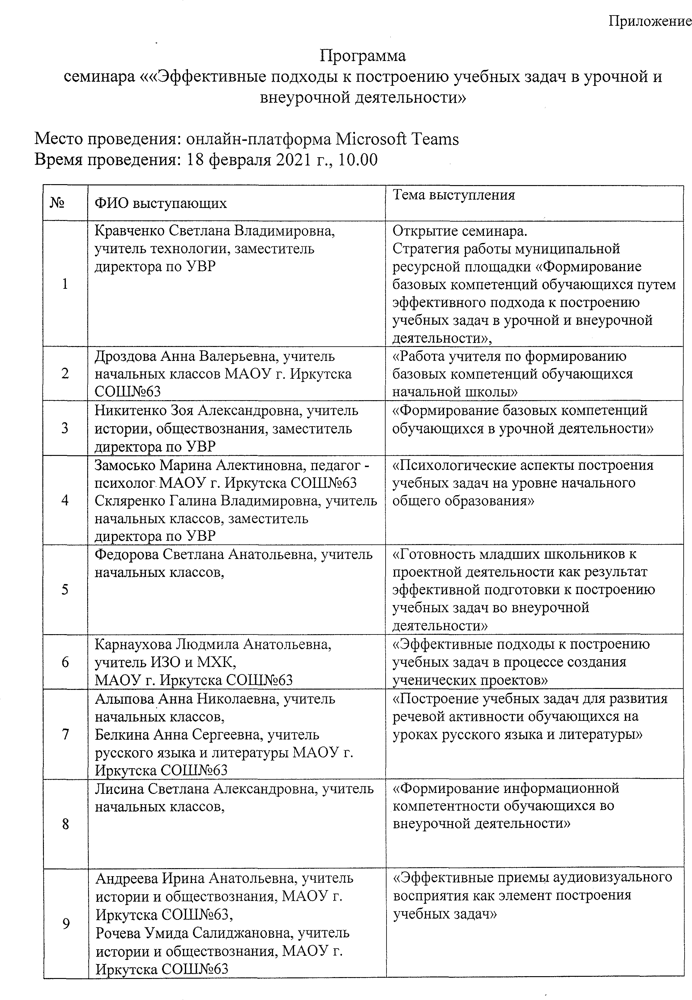 Приложение
Программа
семинара ««Эффективные подходы к построению учебных задач в урочной и
внеурочной деятельности»
Место проведения: онлайн-платформа Microsoft Teams
Время проведения: 18 февраля 2021 г., 10.00
№
ФИО выступающих
Тема выступления
1
Кравченко Светлана Владимировна,
учитель технологии, заместитель
директора по УВР
Открытие семинара.
Стратегия работы муниципальной
ресурсной площадки «Формирование
базовых компетенций обучающихся путем
эффективного подхода к построению
учебных задач в урочной и внеурочной
деятельности»,
2
Дроздова Анна Валерьевна, учитель
начальных классов МАОУ г. Иркутска
СОШ№63
«Работа учителя по формированию
базовых компетенций обучающихся
начальной школы»
3
Никитенко Зоя Александровна, учитель
истории, обществознания, заместитель
директора по УВР
«Формирование базовых компетенций
обучающихся в урочной деятельности»
4
Замосько Марина Алектиновна, педагог -
психолог МАОУ г. Иркутска СОШ№63
Скляренко Галина Владимировна, учитель
начальных классов, заместитель
директора по УВР
«Психологические аспекты построения
учебных задач на уровне начального
общего образования»
5
Федорова Светлана Анатольевна, учитель
начальных классов,
«Готовность младших школьников к
проектной деятельности как результат
эффективной подготовки к построению
учебных задач во внеурочной
деятельности»
6
Карнаухова Людмила Анатольевна,
учитель ИЗО и МХК,
МАОУ г. Иркутска СОШ№63
«Эффективные подходы к построению
учебных задач в процессе создания
ученических проектов»
7
Алыпова Анна Николаевна, учитель
начальных классов,
Белкина Анна Сергеевна, учитель
русского языка и литературы МАОУ г.
Иркутска СОШ№63
«Построение учебных задач для развития
речевой активности обучающихся на
уроках русского языка и литературы»
8
Лисина Светлана Александровна, учитель
начальных классов,
«Формирование информационной
компетентности обучающихся во
внеурочной деятельности»
9
Андреева Ирина Анатольевна, учитель
истории и обществознания, МАОУ г.
Иркутска СОШ№63,
Рочева Умида Салиджановна, учитель
истории и обществознания, МАОУ г.
Иркутска СОШ№63
«Эффективные приемы аудиовизуального
восприятия как элемент построения
учебных задач»